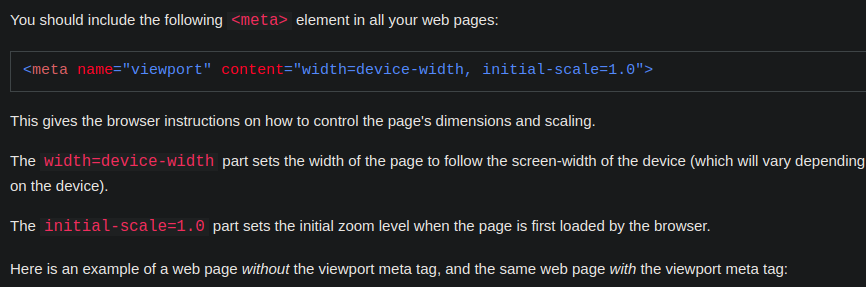 You should include the following <meta> element in all your web pages:
<meta name="viewport" content="width=device-width, initial-scale=1.0">
This gives the browser instructions on how to control the page's dimensions and scaling.
The width=device-width part sets the width of the page to follow the screen-width of the device (which will vary depending
on the device).
The initial-scale=1.0 part sets the initial zoom level when the page is first loaded by the browser.
Here is an example of a web page without the viewport meta tag, and the same web page with the viewport meta tag: